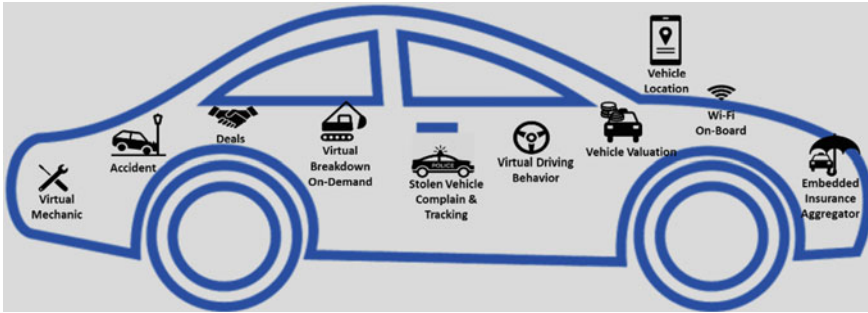 Virtual
Mechanic
Accident
Deals
Virtual
Breakdown
On-Demand
POLICE
Stolen Vehicle
Complain &
Tracking
Virtual Driving
Behavior
Vehicle Valuation
Vehicle
Location
Wi-Fi
On-Board
Embedded
Insurance
Aggregator